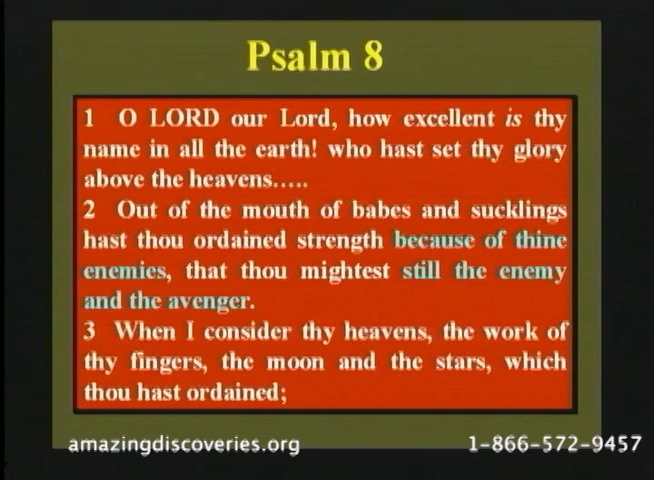 Psalm 8
1 O LORD our Lord, how excellent is thy
name in all the earth! who hast set thy glory
above the heavens.....
2 Out of the mouth of babes and sucklings
hast thou ordained strength because of thine
enemies, that thou mightest still the enemy
and the avenger.
3 When I consider thy heavens, the work of
thy fingers, the moon and the stars, which
thou hast ordained;
amazingdiscoveries.org 1-866-572-9457